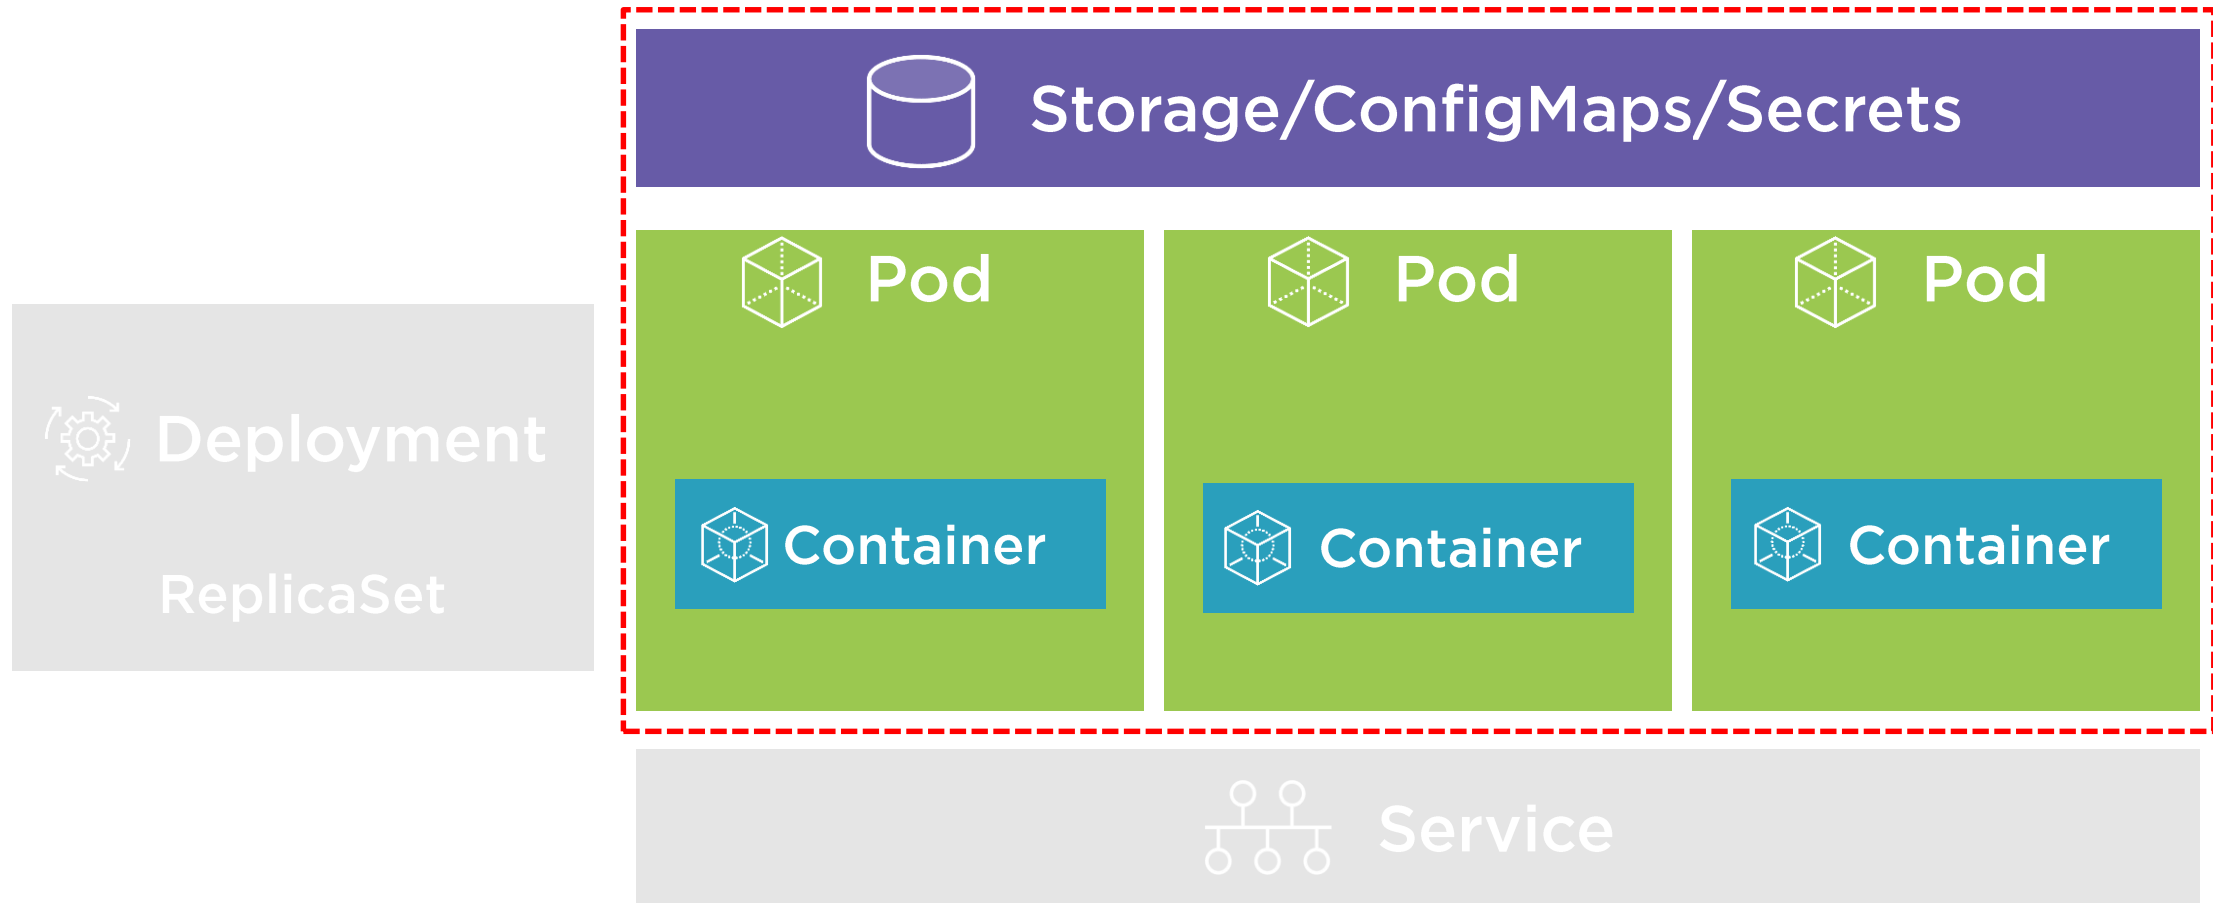 Storage/ConfigMaps/Secrets
Pod
Pod
Pod
Deployment
ReplicaSet
Container
Container
Container
Service